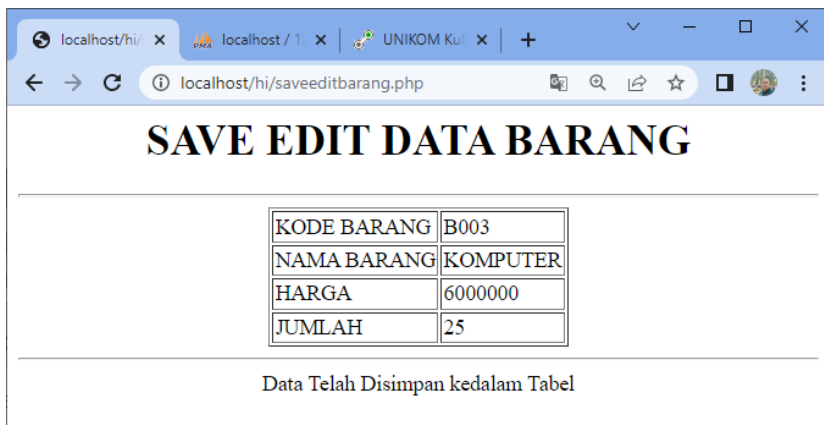 localhost/hi/
localhost / 12
UNIKOM Kul
localhost/hi/saveeditbarang.php
SAVE EDIT DATA BARANG
KODE BARANG B003
NAMA BARANG KOMPUTER
HARGA 6000000
JUMLAH 25
Data Telah Disimpan kedalam Tabel